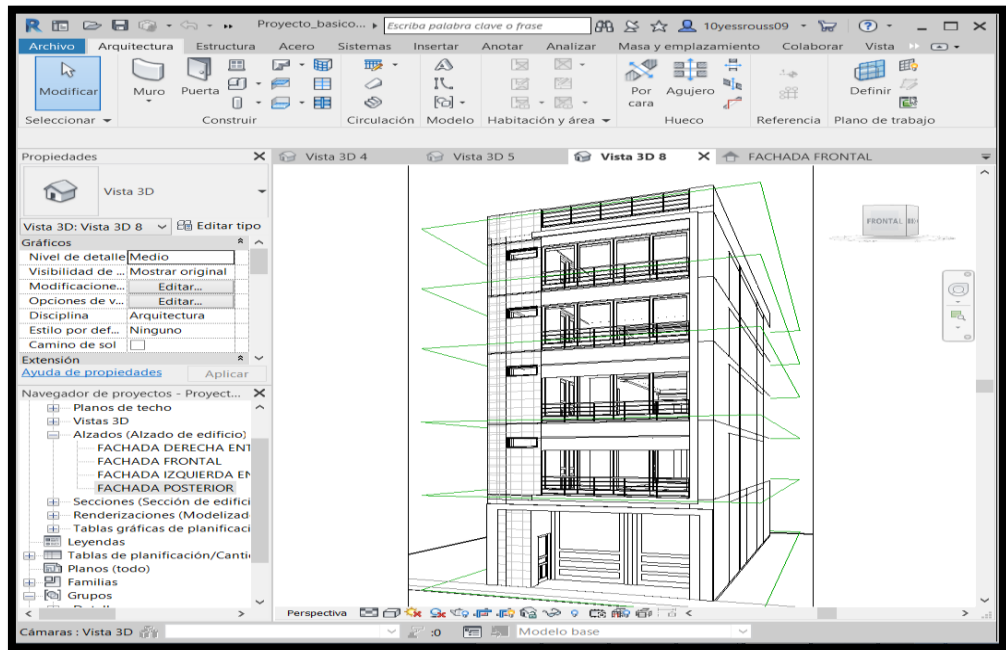 Proyecto_basico... Escriba palabra clave o frase 10yessrouss09
Archivo Arquitectura Estructura Acero Sistemas Insertar Anotar Analizar Masa y emplazamiento Colaborar Vista
Modificar Muro Puerta Por cara Agujero Definir
Seleccionar Construir Circulación Modelo Habitación y área Hueco Referencia Plano de trabajo
Propiedades
Vista 3D 4 Vista 3D 5 Vista 3D 8 FACHADA FRONTAL
Vista 3D
Vista 3D: Vista 3D 8 Editar tipo
Gráficos
Nivel de detalle Medio
Visibilidad de ... Mostrar original
Modificacione... Editar...
Opciones de v... Editar...
Disciplina Arquitectura
Estilo por def... Ninguno
Camino de sol
Extensión
Ayuda de propiedades Aplicar
FRONTAL
Navegador de proyectos - Proyect...
Planos de techo
Vistas 3D
Alzados (Alzado de edificio)
FACHADA DERECHA ENT
FACHADA FRONTAL
FACHADA IZQUIERDA EN
FACHADA POSTERIOR
Secciones (Sección de edifici
Renderizaciones (Modelizad
Tablas gráficas de planificaci
Leyendas
Tablas de planificación/Canti
Planos (todo)
Familias
Grupos
Perspectiva
Cámaras : Vista 3D :0 Modelo base